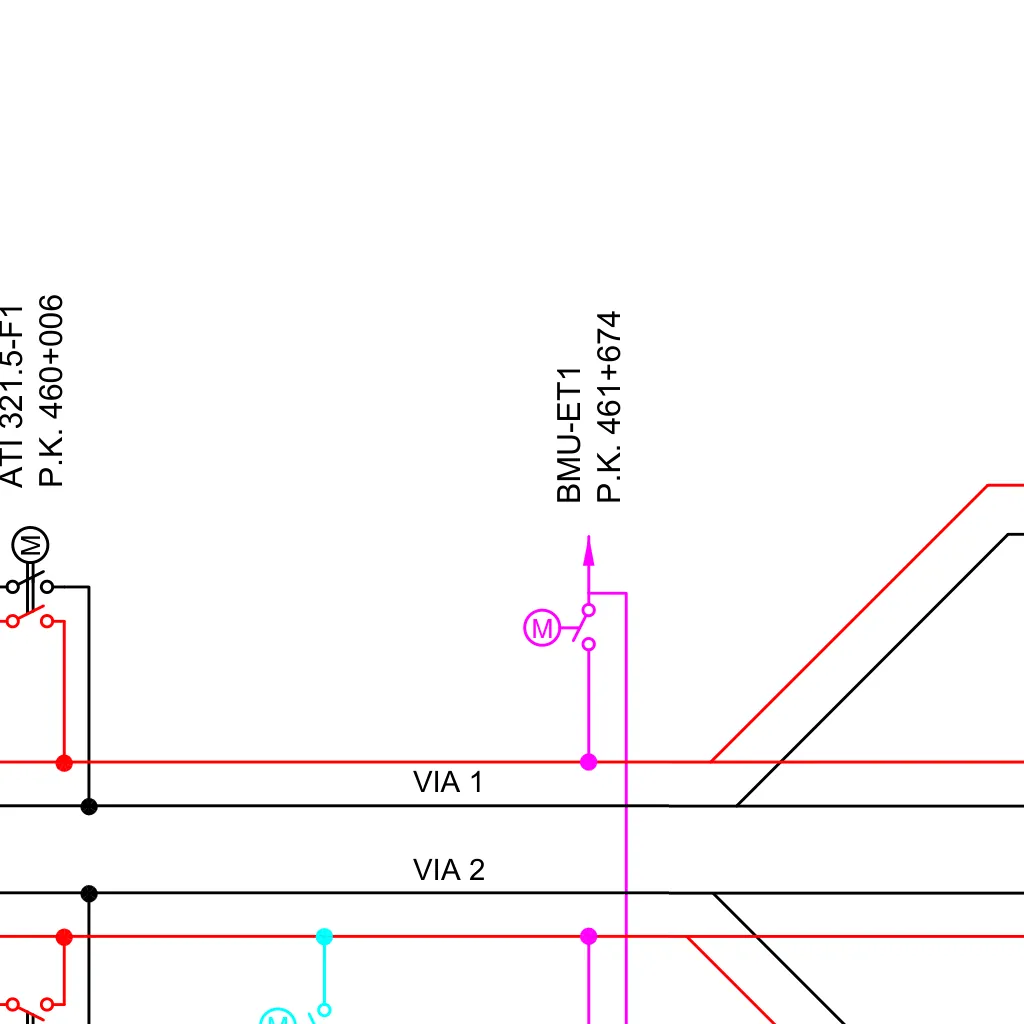 ATI 321.5-F1
P.K. 460+006
BMU-ET1
P.K. 461+674
M
M
VIA 1
VIA 2
M